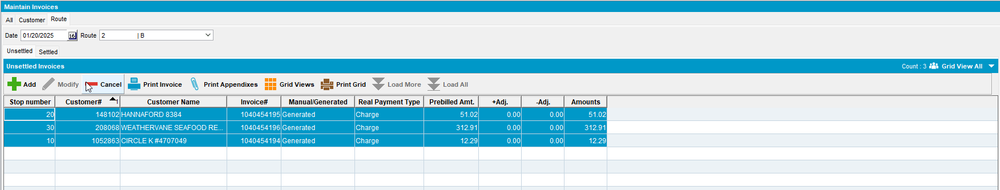 Maintain Invoices
All Customer Route
Date 01/20/2025 16 Route 2 | B
Unsettled Settled
Unsettled Invoices Count : 3 Grid View All
Add Modify Cancel Print Invoice Print Appendixes Grid Views Print Grid Load More Load All
Stop number Customer# 1 Customer Name Invoice# Manual/Generated Real Payment Type Prebilled Amt. +Adj. -Adj. Amounts
20 148102 HANNAFORD 8384 1040454195 Generated Charge 51.02 0.00 0.00 51.02
30 208068 WEATHERVANE SEAFOOD RE... 1040454196 Generated Charge 312.91 0.00 0.00 312.91
10 1052863 CIRCLE K #4707049 1040454194 Generated Charge 12.29 0.00 0.00 12.29